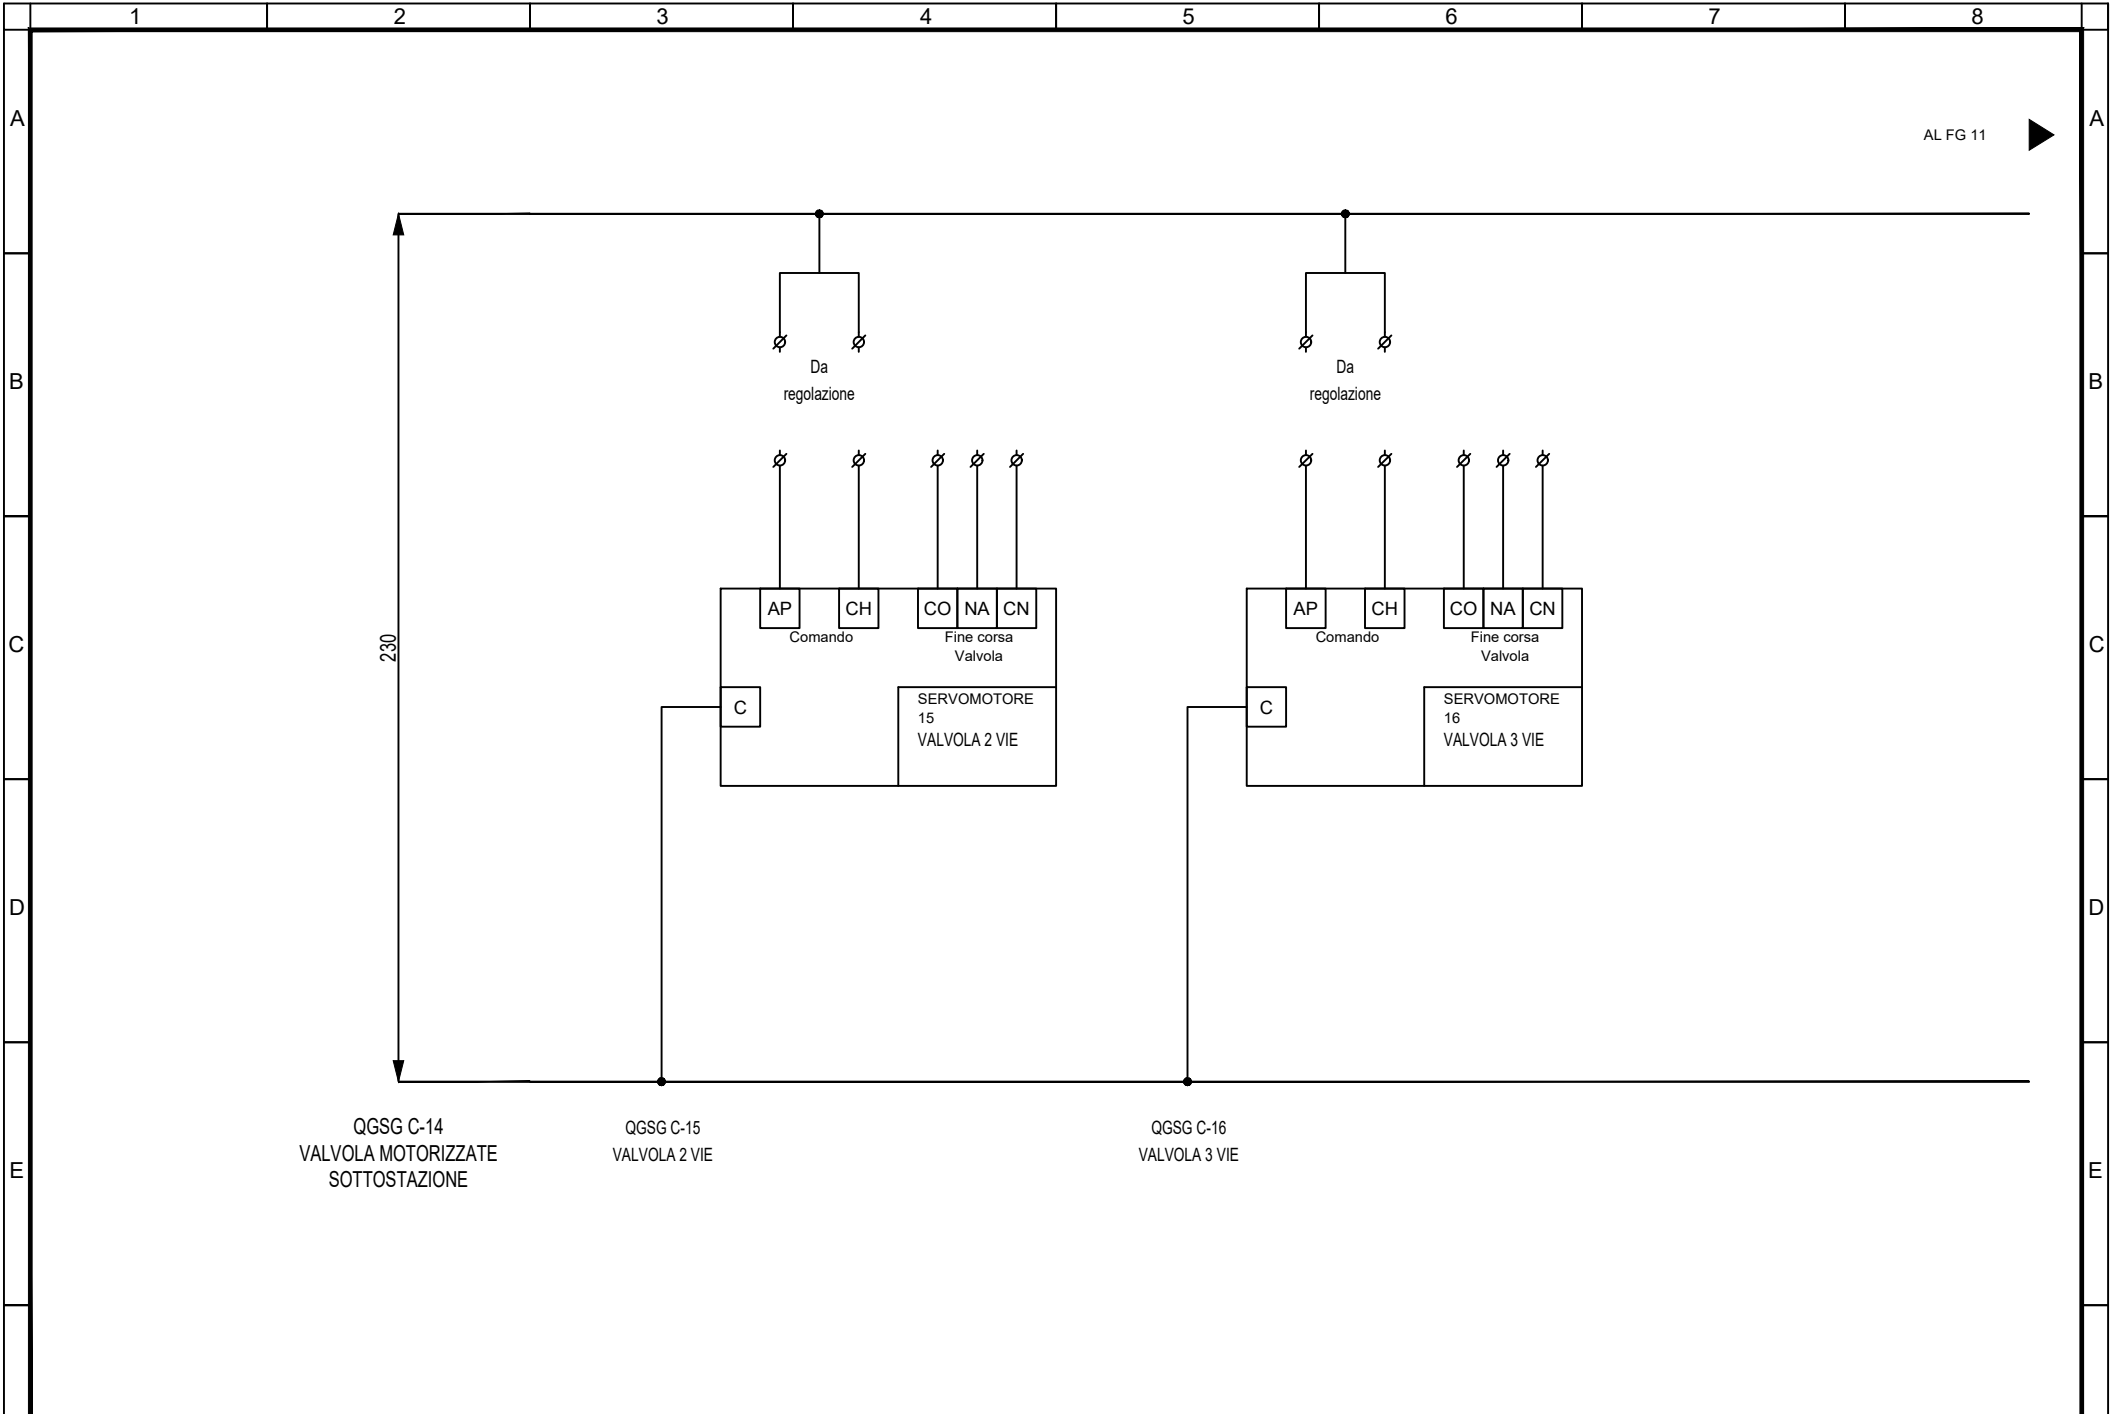 1 2 3 4 5 6 7 8
A A
AL FG 11
B B
Da
regolazione
Da
regolazione
C C
230
AP CH CO NA CN
Comando
Fine corsa
Valvola
C
SERVOMOTORE
15
VALVOLA 2 VIE
AP CH CO NA CN
Comando
Fine corsa
Valvola
C
SERVOMOTORE
16
VALVOLA 3 VIE
D D
QGSG C-14
VALVOLA MOTORIZZATE
SOTTOSTAZIONE
QGSG C-15
VALVOLA 2 VIE
QGSG C-16
VALVOLA 3 VIE
E E